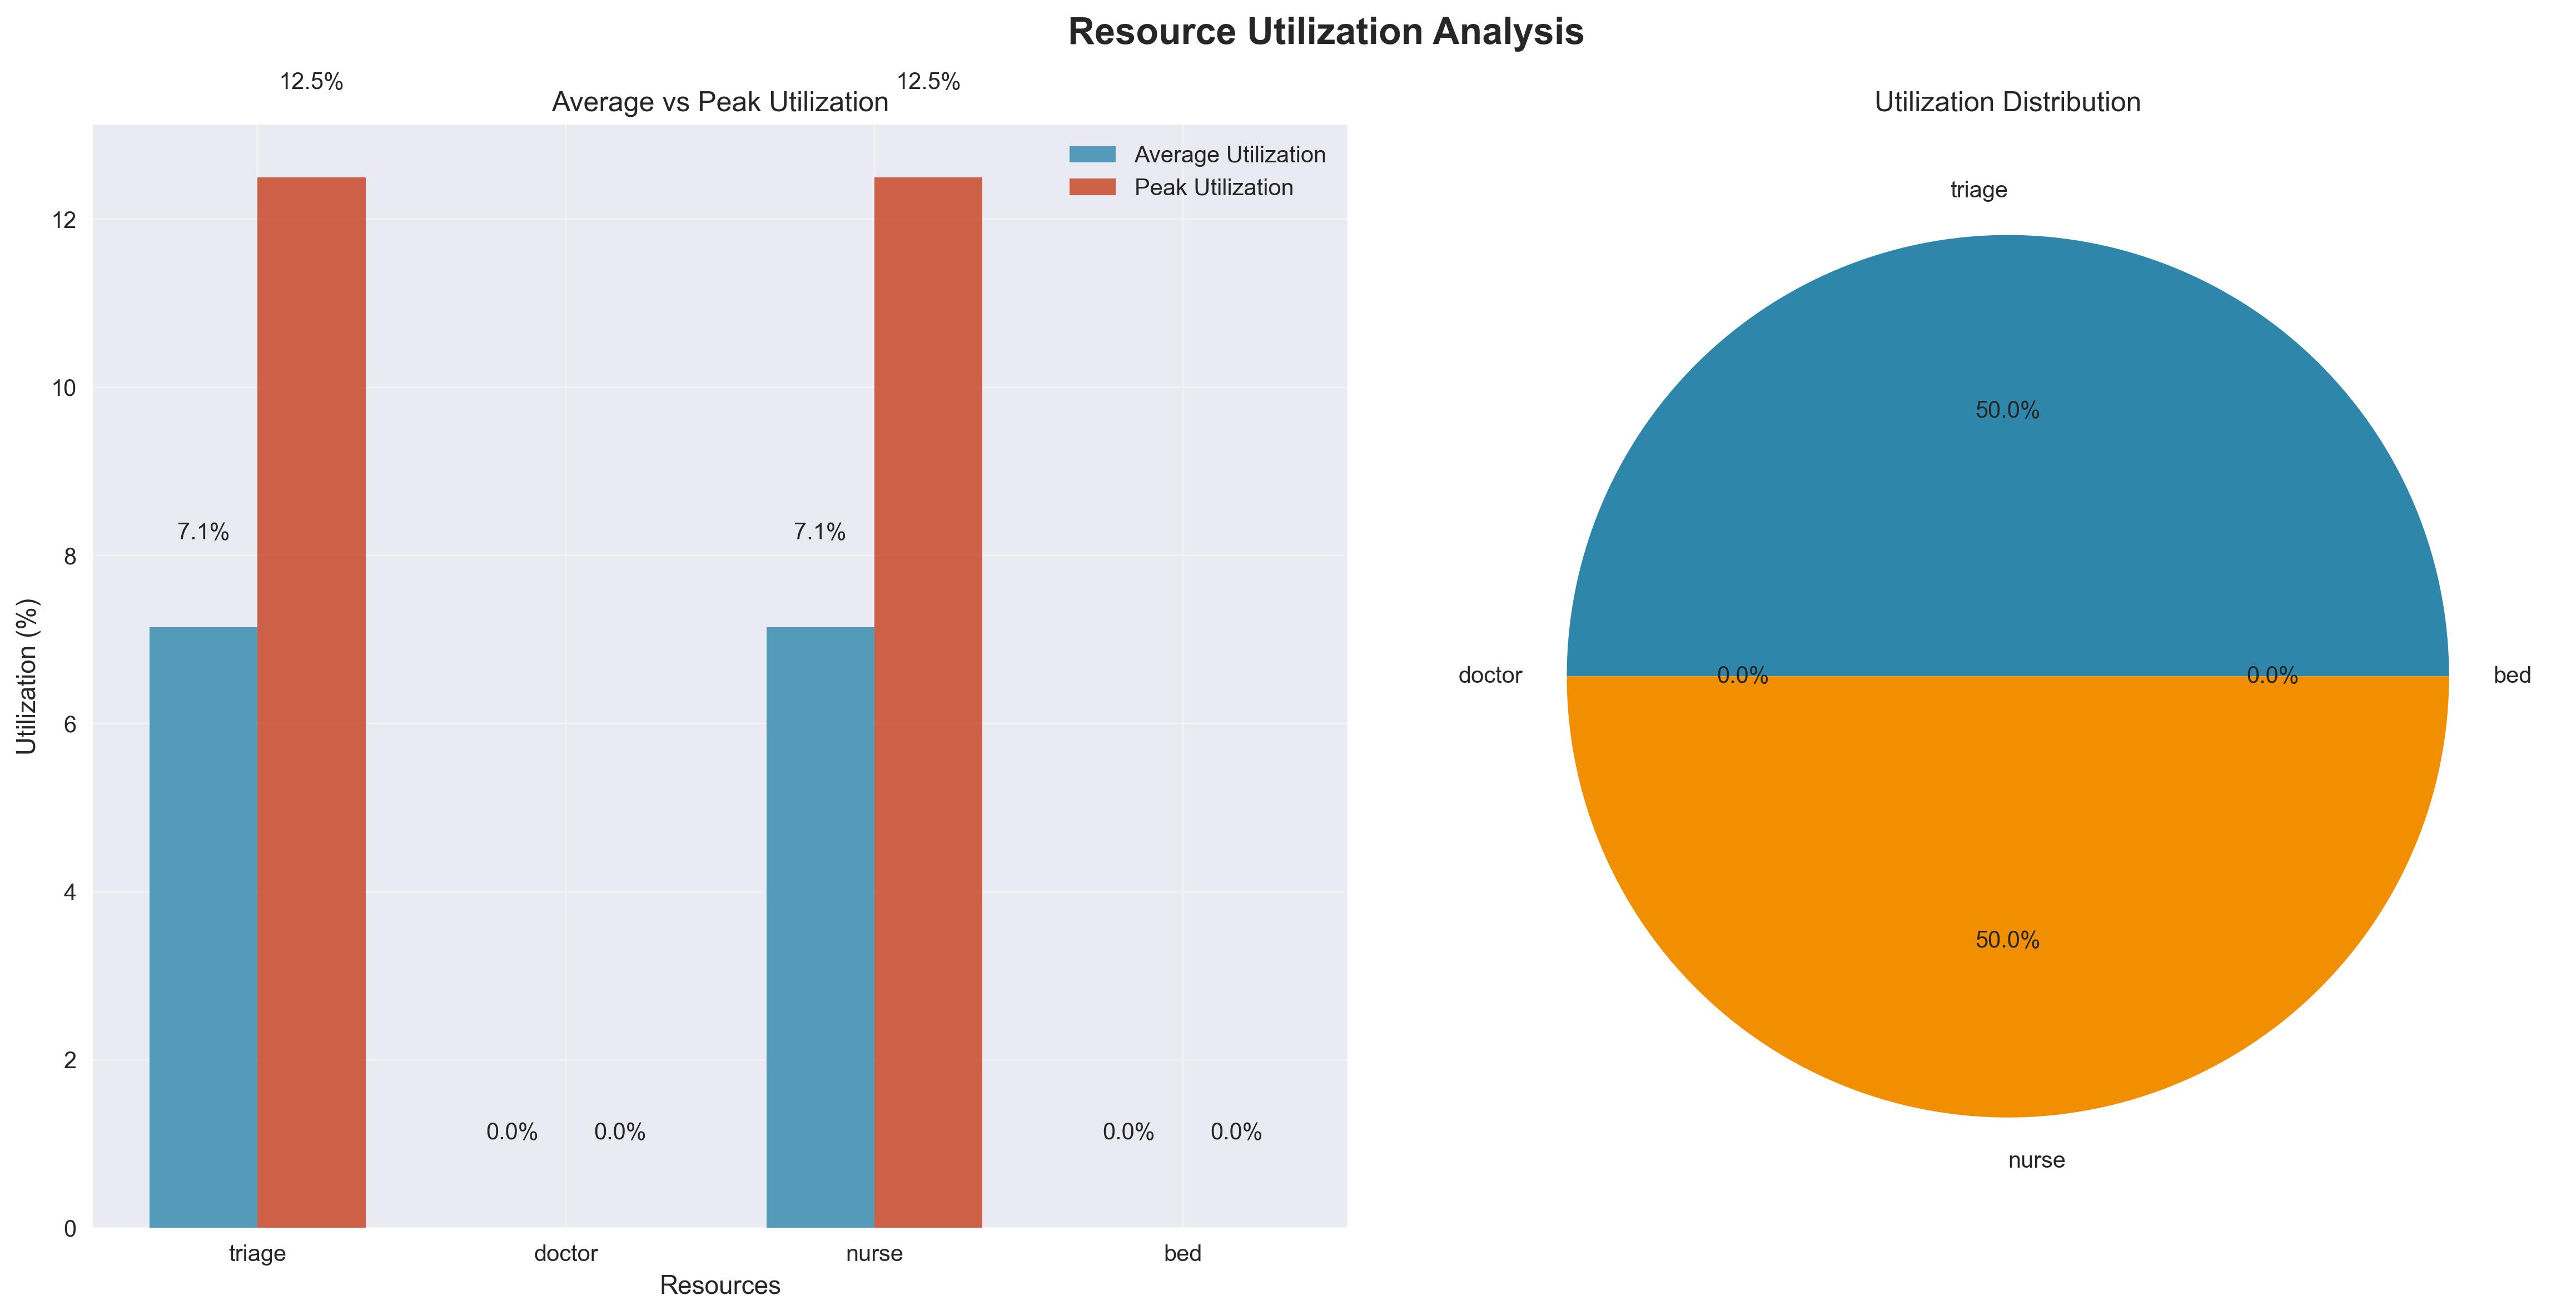 Resource Utilization Analysis
Average vs Peak Utilization
12.5%
12.5%
Average Utilization
Peak Utilization
Utilization (%)
12
10
8
6
4
2
0
7.1%
7.1%
0.0%
0.0%
0.0%
0.0%
triage
doctor
nurse
bed
Resources
Utilization Distribution
triage
50.0%
doctor
0.0%
0.0%
bed
50.0%
nurse